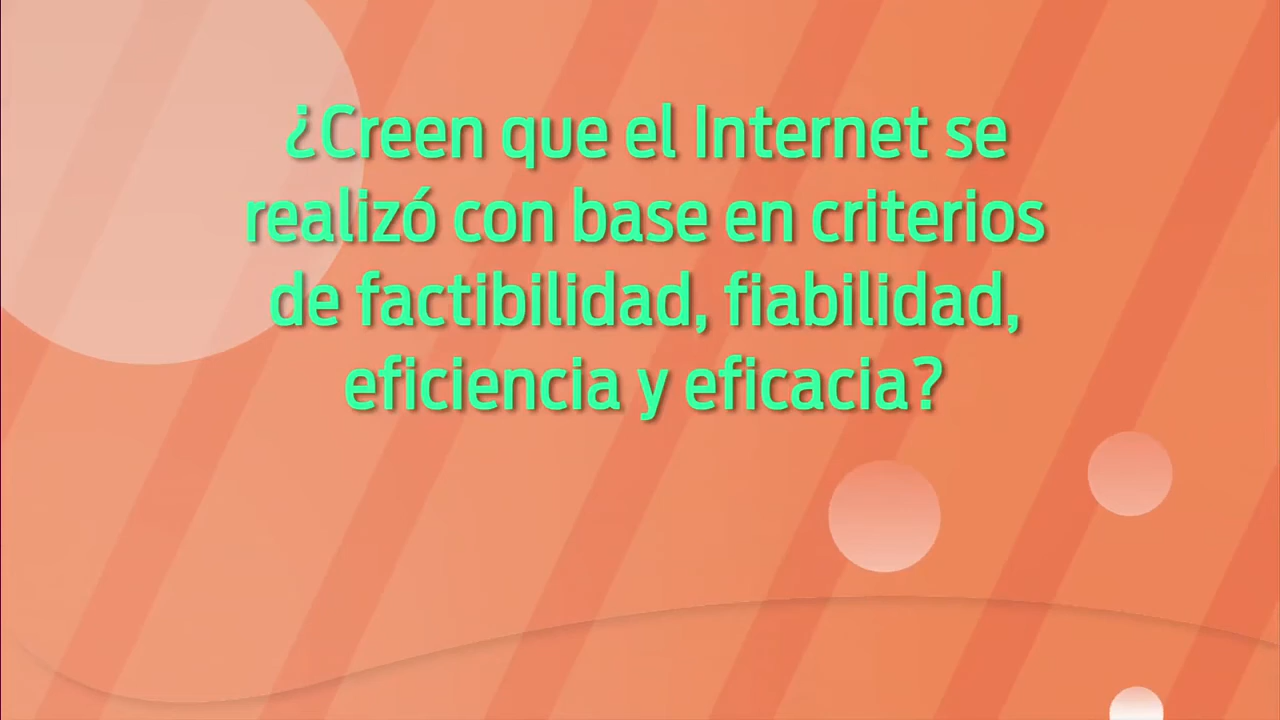 ¿Creen que el Internet se
realizó con base en criterios
de factibilidad, fiabilidad,
eficiencia y eficacia?